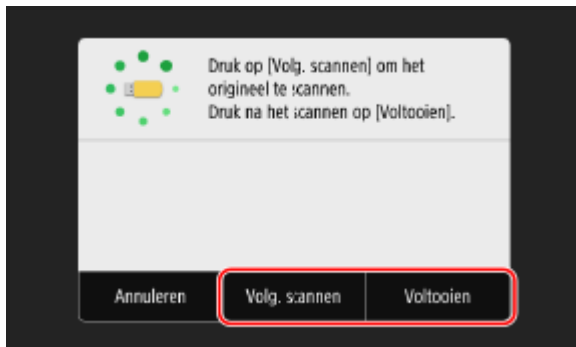 Druk op [Volg. scannen] om het
origineel te scannen.
Druk na het scannen op [Voltooien].
Annuleren Volg. scannen Voltooien